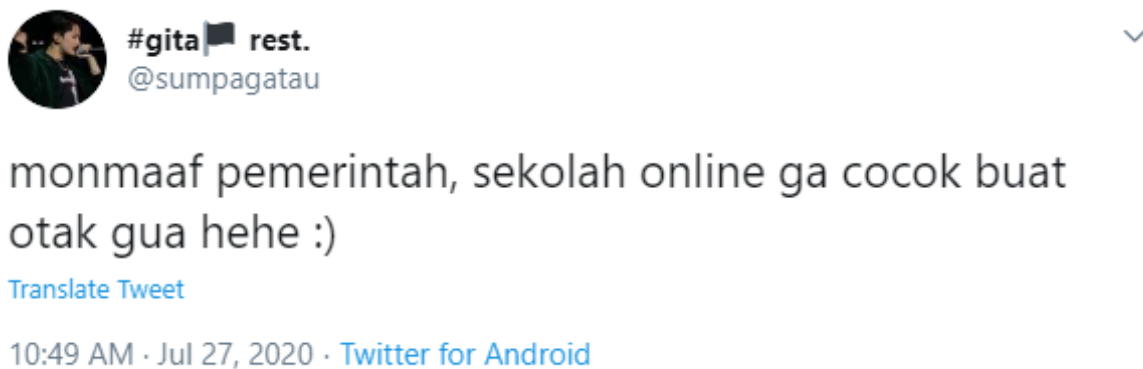 #gita🏴 rest.
@sumpagatau
monmaaf pemerintah, sekolah online ga cocok buat
otak gua hehe :)
Translate Tweet
10:49 AM · Jul 27, 2020 · Twitter for Android